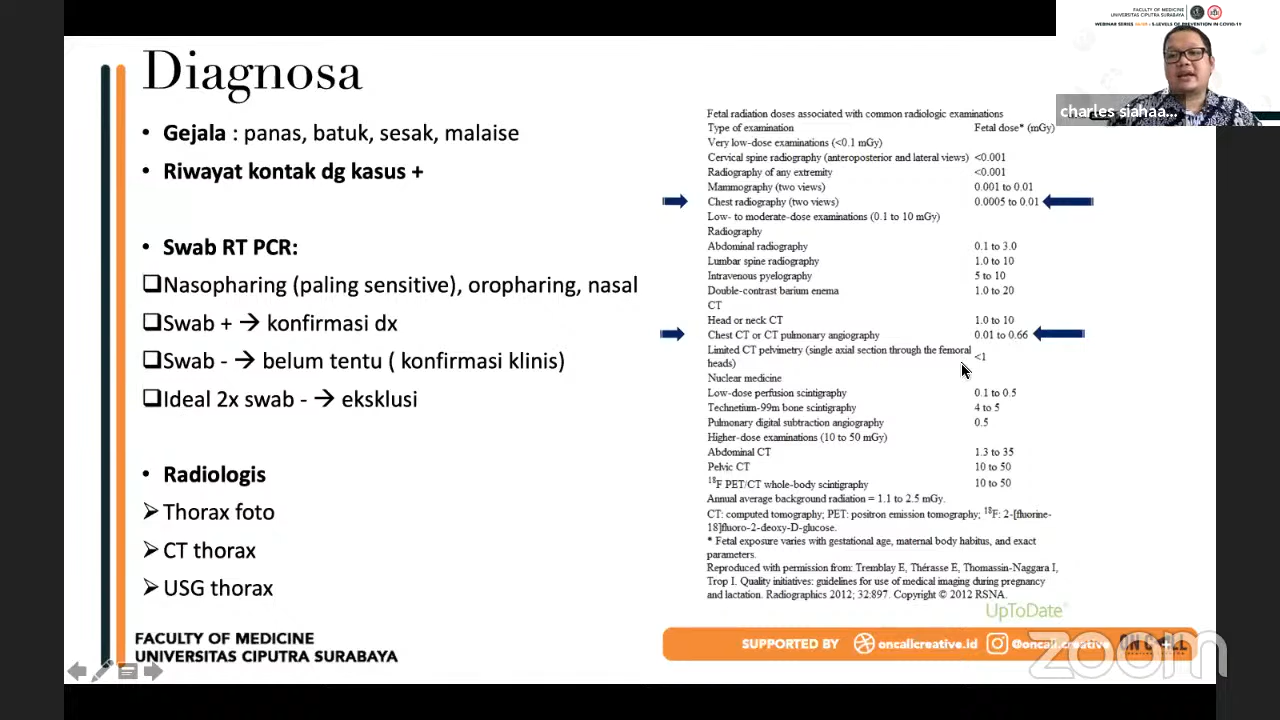 Diagnosa
• Gejala : panas, batuk, sesak, malaise
• Riwayat kontak dg kasus +
• Swab RT PCR:
❑Nasopharing (paling sensitive), oropharing, nasal
❑Swab + → konfirmasi dx
❑Swab - → belum tentu ( konfirmasi klinis)
❑Ideal 2x swab - → eksklusi
• Radiologis
➢ Thorax foto
➢ CT thorax
➢ USG thorax
FACULTY OF MEDICINE
UNIVERSITAS CIPUTRA SURABAYA
Fetal radiation doses associated with common radiologic examinations
Type of examination Fetal dose* (mGy)
Very low-dose examinations (<0.1 mGy)
Cervical spine radiography (anteroposterior and lateral views) <0.001
Radiography of any extremity <0.001
Mammography (two views) 0.001 to 0.01
Chest radiography (two views) 0.0005 to 0.01
Low- to moderate-dose examinations (0.1 to 10 mGy)
Radiography
Abdominal radiography 0.1 to 3.0
Lumbar spine radiography 1.0 to 10
Intravenous pyelography 5 to 10
Double-contrast barium enema 1.0 to 20
CT
Head or neck CT 1.0 to 10
Chest CT or CT pulmonary angiography 0.01 to 0.66
Limited CT pelvimetry (single axial section through the femoral
heads) <1
Nuclear medicine
Low-dose perfusion scintigraphy 0.1 to 0.5
Technetium-99m bone scintigraphy 4 to 5
Pulmonary digital subtraction angiography 0.5
Higher-dose examinations (10 to 50 mGy)
Abdominal CT 1.3 to 35
Pelvic CT 10 to 50
18F PET/CT whole-body scintigraphy 10 to 50
Annual average background radiation = 1.1 to 2.5 mGy.
CT: computed tomography; PET: positron emission tomography; 18F: 2-[fluorine-
18]fluoro-2-deoxy-D-glucose.
* Fetal exposure varies with gestational age, maternal body habitus, and exact
parameters.
Reproduced with permission from: Tremblay E, Thérasse E, Thomassin-Naggara I,
Trop I. Quality initiatives: guidelines for use of medical imaging during pregnancy
and lactation. Radiographics 2012; 32:897. Copyright © 2012 RSNA.
UpToDate®
SUPPORTED BY oncallcreative.id @oncall.creative ON CALL
zoom
FACULTY OF MEDICINE
UNIVERSITAS CIPUTRA SURABAYA
5-LEVELS OF PREVENTION IN COVID-19
charles siahaa...